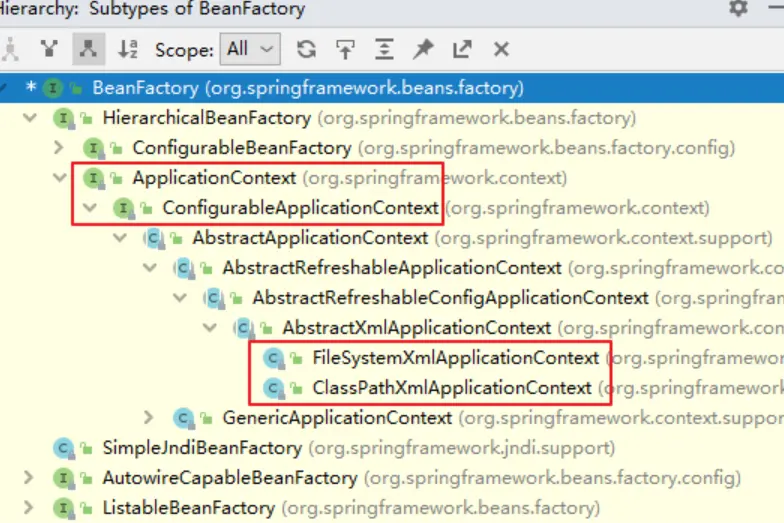 Hierarchy: Subtypes of BeanFactory
Scope: All
* BeanFactory (org.springframework.beans.factory)
HierarchicalBeanFactory (org.springframework.beans.factory)
ConfigurableBeanFactory (org.springframework.beans.factory.config)
ApplicationContext (org.springframework.context)
ConfigurableApplicationContext (org.springframework.context)
AbstractApplicationContext (org.springframework.context.support)
AbstractRefreshableApplicationContext (org.springframework.co
AbstractRefreshableConfigApplicationContext (org.springfram
AbstractXmlApplicationContext (org.springframework.con
FileSystemXmlApplicationContext (org.springframework
ClassPathXmlApplicationContext (org.springframework.
GenericApplicationContext (org.springframework.context.suppor
SimpleJndiBeanFactory (org.springframework.jndi.support)
AutowireCapableBeanFactory (org.springframework.beans.factory.config)
ListableBeanFactory (org.springframework.beans.factory)